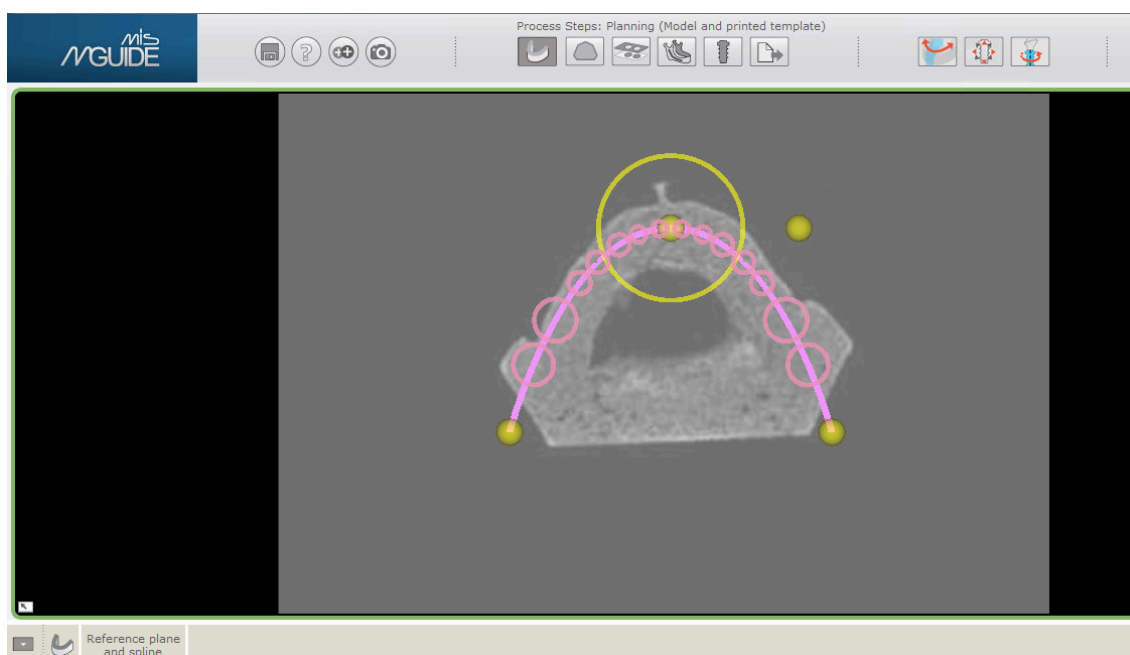 mis
MGUIDE
Process Steps: Planning (Model and printed template)
Reference plane
and spline